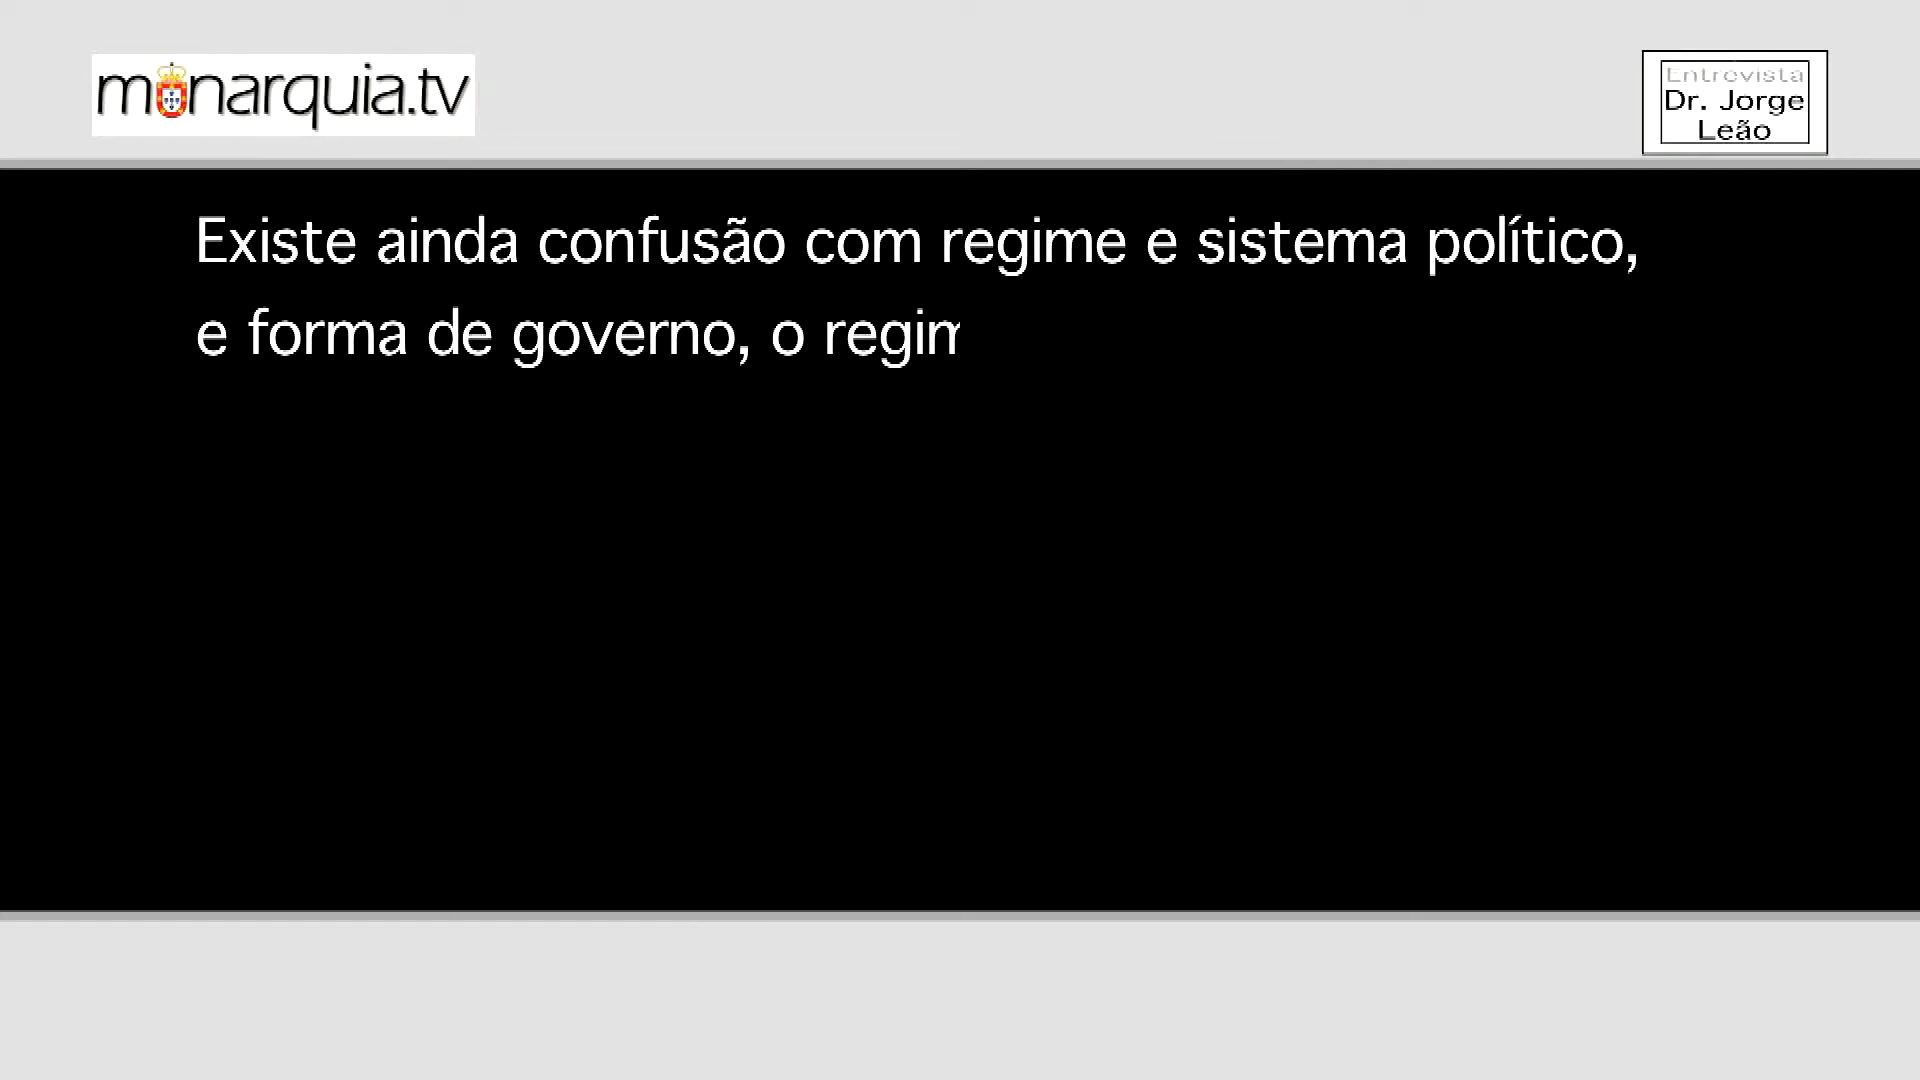 monarquia.tv
Entrevista
Dr. Jorge
Leão
Existe ainda confusão com regime e sistema político,
e forma de governo, o regim